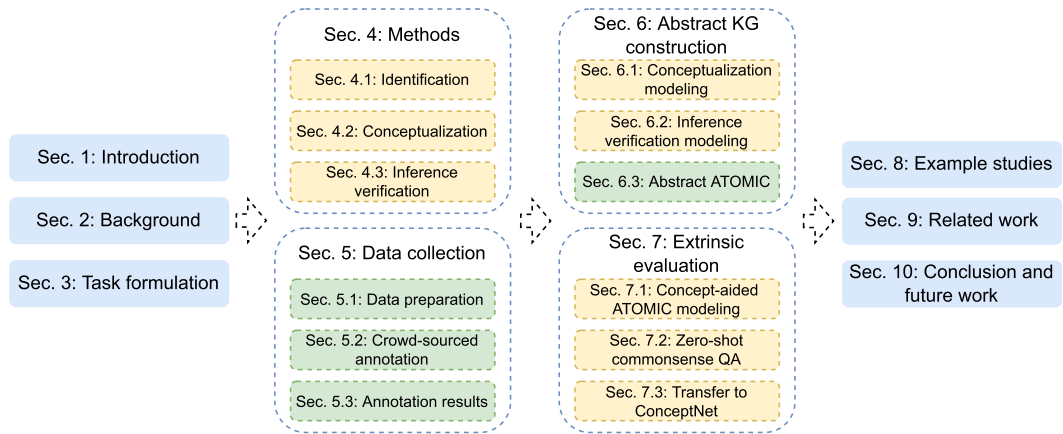 Sec. 1: Introduction
Sec. 2: Background
Sec. 3: Task formulation
Sec. 4: Methods
Sec. 4.1: Identification
Sec. 4.2: Conceptualization
Sec. 4.3: Inference
verification
Sec. 5: Data collection
Sec. 5.1: Data preparation
Sec. 5.2: Crowd-sourced
annotation
Sec. 5.3: Annotation results
Sec. 6: Abstract KG
construction
Sec. 6.1: Conceptualization
modeling
Sec. 6.2: Inference
verification modeling
Sec. 6.3: Abstract ATOMIC
Sec. 7: Extrinsic
evaluation
Sec. 7.1: Concept-aided
ATOMIC modeling
Sec. 7.2: Zero-shot
commonsense QA
Sec. 7.3: Transfer to
ConceptNet
Sec. 8: Example studies
Sec. 9: Related work
Sec. 10: Conclusion and
future work